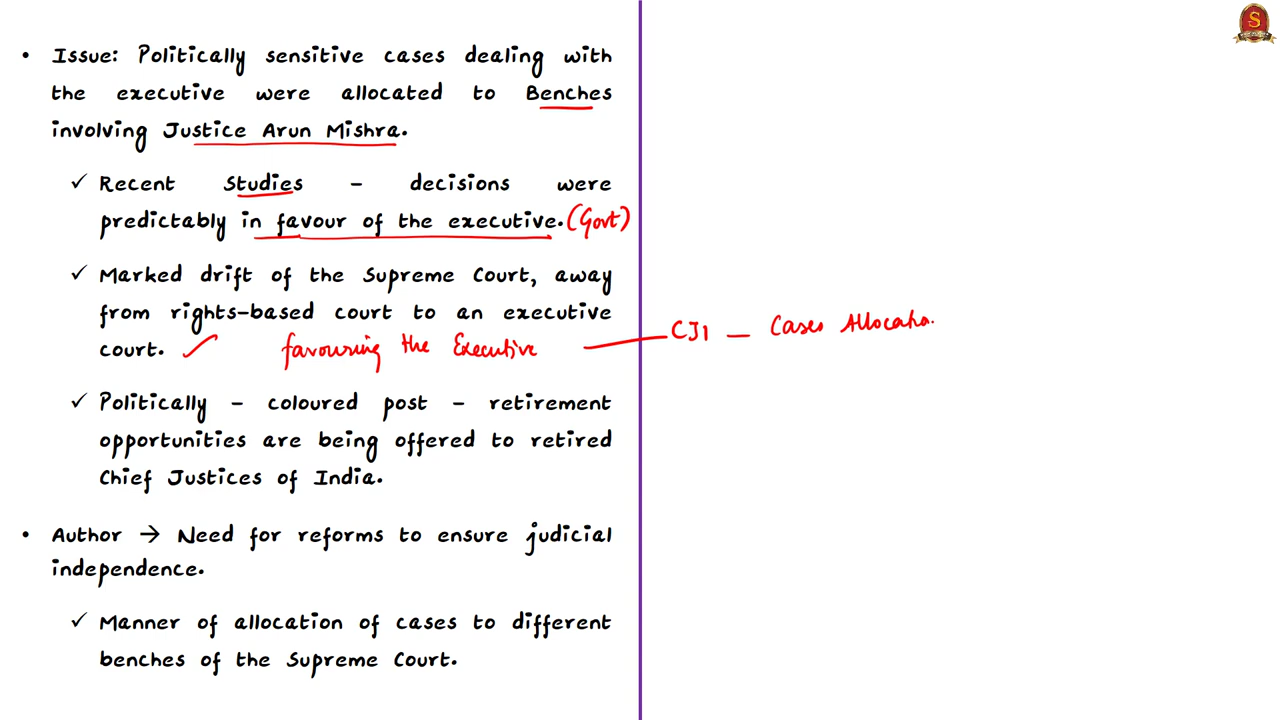 • Issue: Politically sensitive cases dealing with
the executive were allocated to Benches
involving Justice Arun Mishra.
✓ Recent Studies – decisions were
predictably in favour of the executive. (Govt)
✓ Marked drift of the Supreme Court, away
from rights-based court to an executive
court. ✓ favouring the Executive — CJI — Cases
✓ Politically – coloured post – retirement
opportunities are being offered to retired
Chief Justices of India.
• Author → Need for reforms to ensure judicial
independence.
✓ Manner of allocation of cases to different
benches of the Supreme Court.